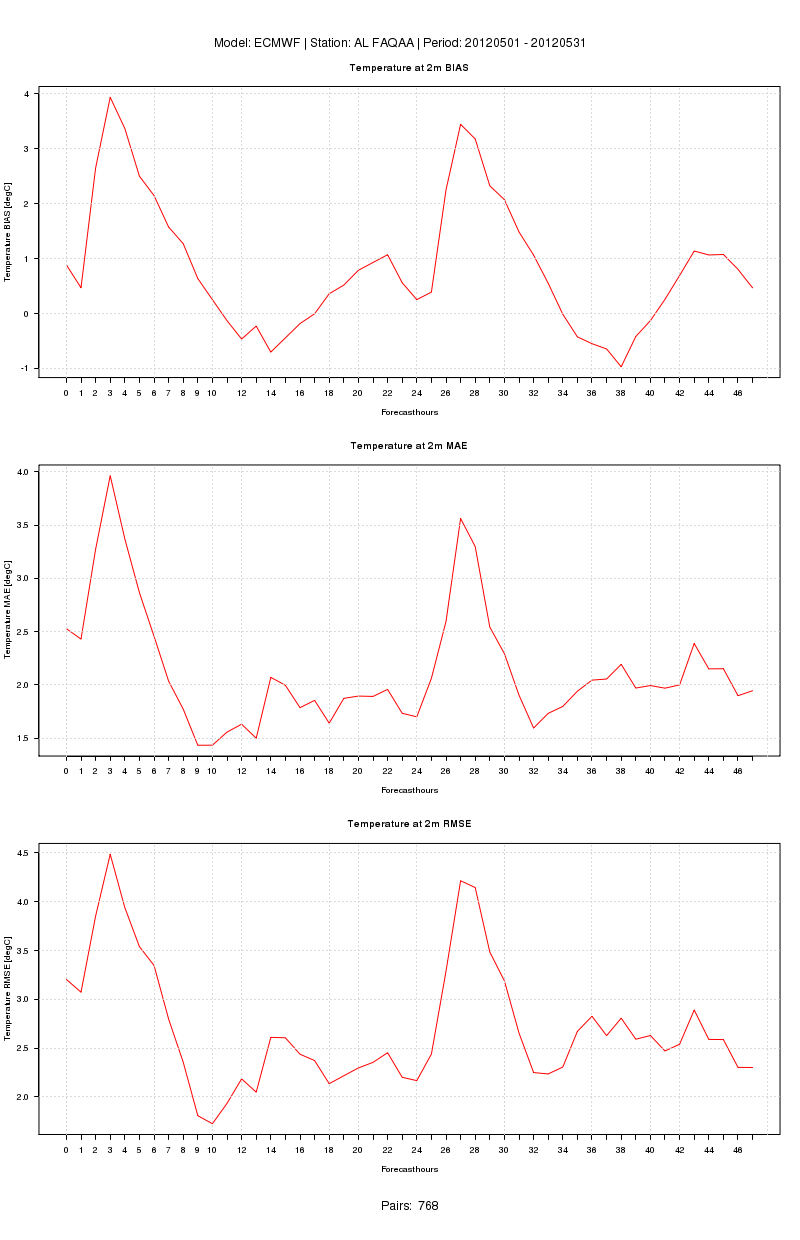 Model: ECMWF | Station: AL FAQAA | Period: 20120501 - 20120531
Temperature at 2m BIAS
Temperature BIAS [degC]
4
3
2
1
0
-1
0 1 2 3 4 5 6 7 8 9 10 12 14 16 18 20 22 24 26 28 30 32 34 36 38 40 42 44 46
Forecasthours
Temperature at 2m MAE
Temperature MAE [degC]
4.0
3.5
3.0
2.5
2.0
1.5
0 1 2 3 4 5 6 7 8 9 10 12 14 16 18 20 22 24 26 28 30 32 34 36 38 40 42 44 46
Forecasthours
Temperature at 2m RMSE
Temperature RMSE [degC]
4.5
4.0
3.5
3.0
2.5
2.0
0 1 2 3 4 5 6 7 8 9 10 12 14 16 18 20 22 24 26 28 30 32 34 36 38 40 42 44 46
Forecasthours
Pairs: 768